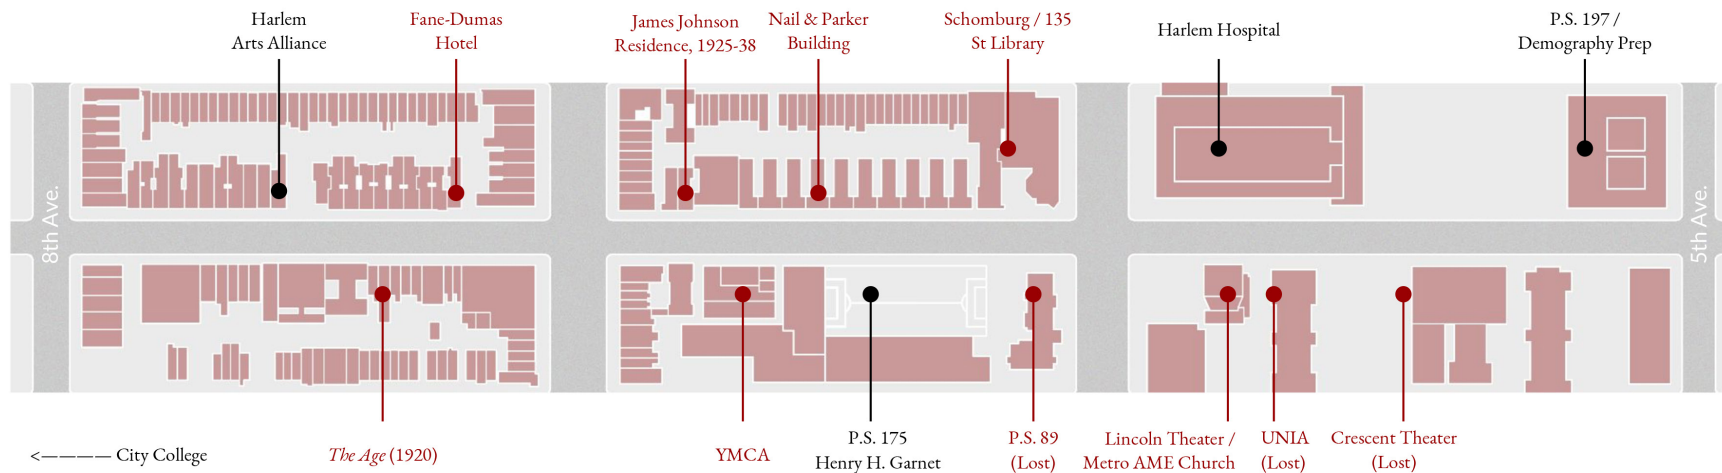 Harlem
Arts Alliance
Fane-Dumas
Hotel
James Johnson
Residence, 1925-38
Nail & Parker
Building
Schomburg / 135
St Library
Harlem Hospital
P.S. 197 /
Demography Prep
8th Ave.
5th Ave.
<———— City College
The Age (1920)
YMCA
P.S. 175
Henry H. Garnet
P.S. 89
(Lost)
Lincoln Theater /
Metro AME Church
UNIA
(Lost)
Crescent Theater
(Lost)